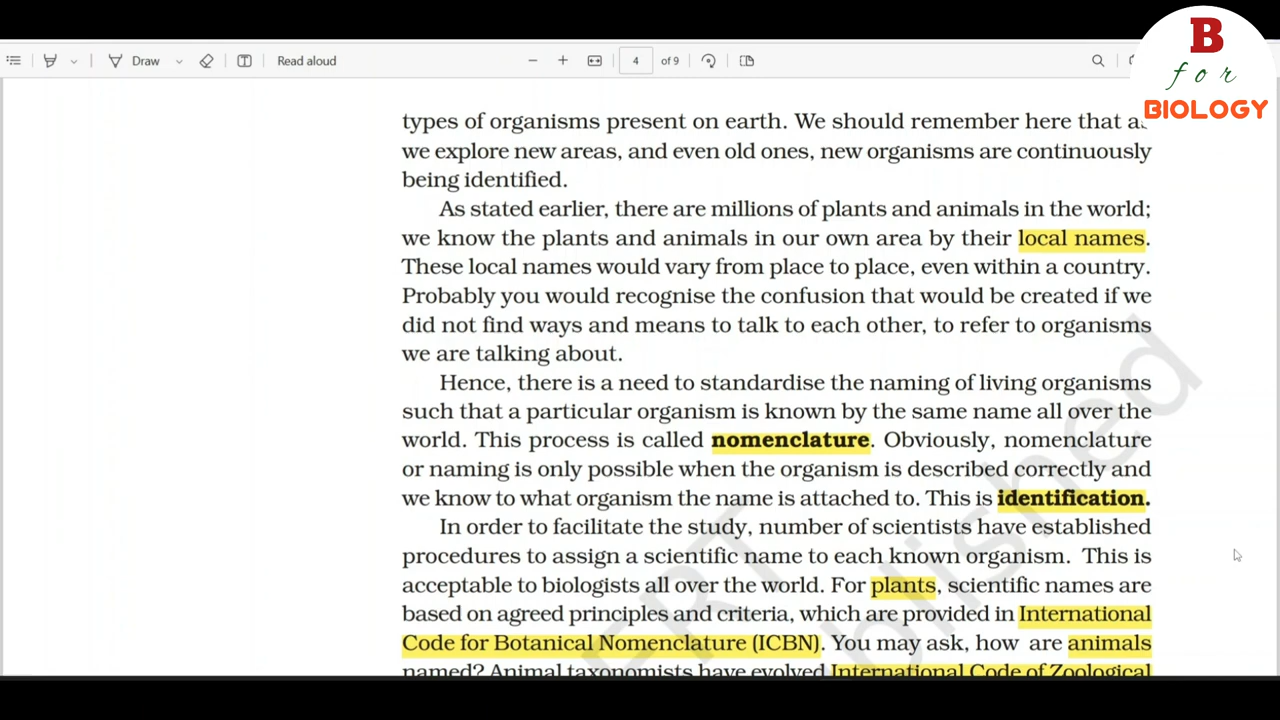 B
for
BIOLOGY
Draw
Read aloud
4 of 9
types of organisms present on earth. We should remember here that as
we explore new areas, and even old ones, new organisms are continuously
being identified.
As stated earlier, there are millions of plants and animals in the world;
we know the plants and animals in our own area by their local names.
These local names would vary from place to place, even within a country.
Probably you would recognise the confusion that would be created if we
did not find ways and means to talk to each other, to refer to organisms
we are talking about.
Hence, there is a need to standardise the naming of living organisms
such that a particular organism is known by the same name all over the
world. This process is called nomenclature. Obviously, nomenclature
or naming is only possible when the organism is described correctly and
we know to what organism the name is attached to. This is identification.
In order to facilitate the study, number of scientists have established
procedures to assign a scientific name to each known organism. This is
acceptable to biologists all over the world. For plants, scientific names are
based on agreed principles and criteria, which are provided in International
Code for Botanical Nomenclature (ICBN). You may ask, how are animals
named? Animal taxonomists have evolved International Code of Zoological